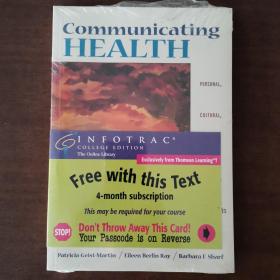 Communicating
HEALTH
PERSONAL,
CULTURAL,
INFOTRAC®
COLLEGE EDITION
The Online Library
Exclusively from Thomson Learning™!
Free with this Text
4-month subscription
This may be required for your course
STOP!
Don't Throw Away This Card!
Your Passcode is on Reverse
Patricia Geist-Martin / Eileen Berlin Ray / Barbara F. Sharf